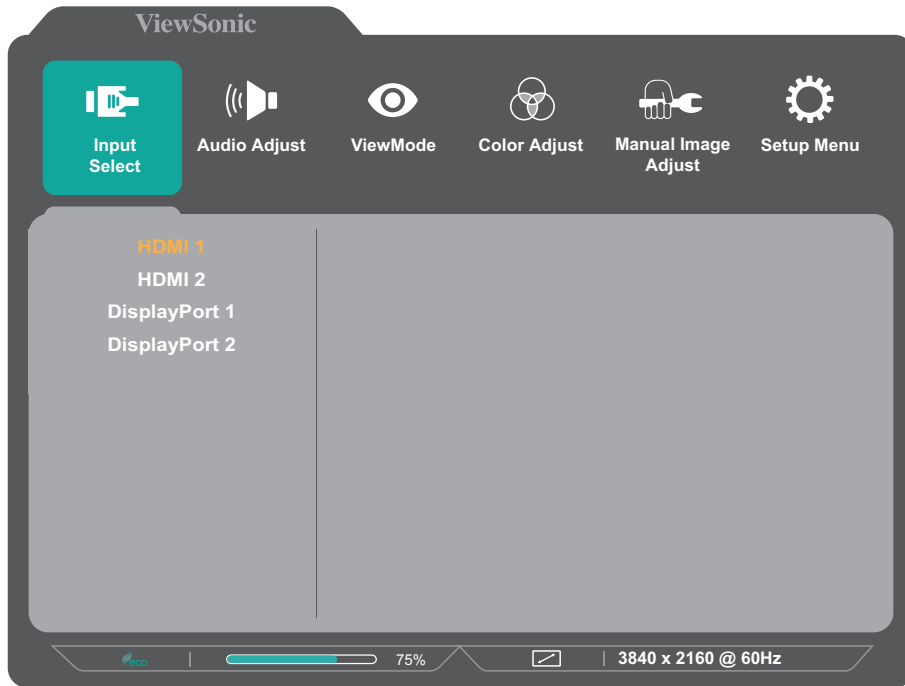 ViewSonic
Input
Select
Audio Adjust
ViewMode
Color Adjust
Manual Image
Adjust
Setup Menu
HDMI 1
HDMI 2
DisplayPort 1
DisplayPort 2
eco
75%
3840 x 2160 @ 60Hz